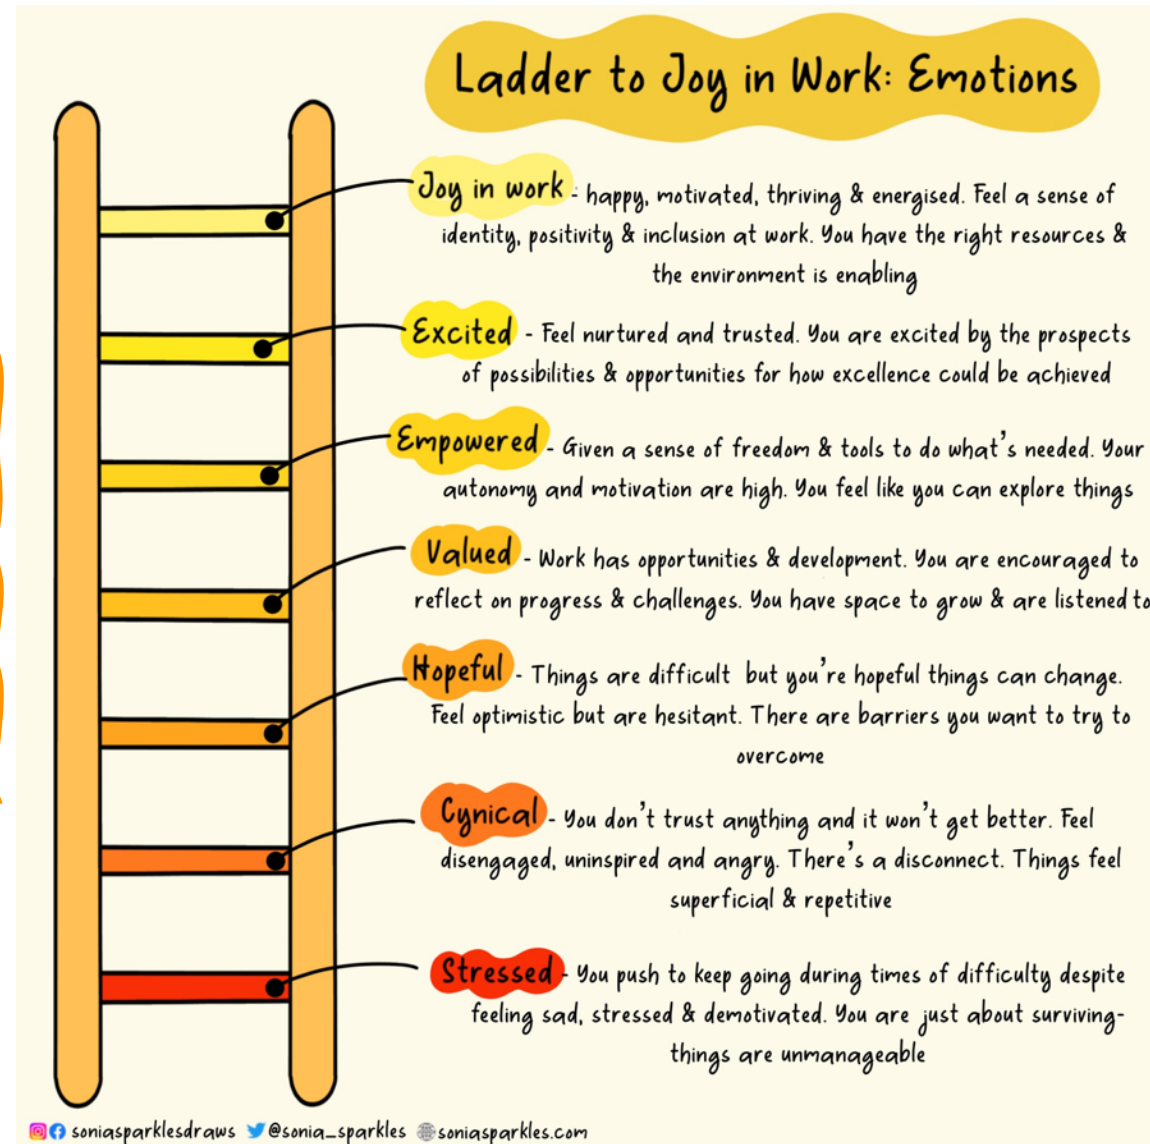 Ladder to Joy in Work: Emotions
Joy in work - happy, motivated, thriving & energised. Feel a sense of
identity, positivity & inclusion at work. You have the right resources &
the environment is enabling
Excited - Feel nurtured and trusted. You are excited by the prospects
of possibilities & opportunities for how excellence could be achieved
Empowered - Given a sense of freedom & tools to do what's needed. Your
autonomy and motivation are high. You feel like you can explore things
Valued - Work has opportunities & development. You are encouraged to
reflect on progress & challenges. You have space to grow & are listened to
Hopeful - Things are difficult but you're hopeful things can change.
Feel optimistic but are hesitant. There are barriers you want to try to
overcome
Cynical - You don't trust anything and it won't get better. Feel
disengaged, uninspired and angry. There's a disconnect. Things feel
superficial & repetitive
Stressed - You push to keep going during times of difficulty despite
feeling sad, stressed & demotivated. You are just about surviving-
things are unmanageable
soniasparklesdraws @sonia_sparkles soniasparkles.com